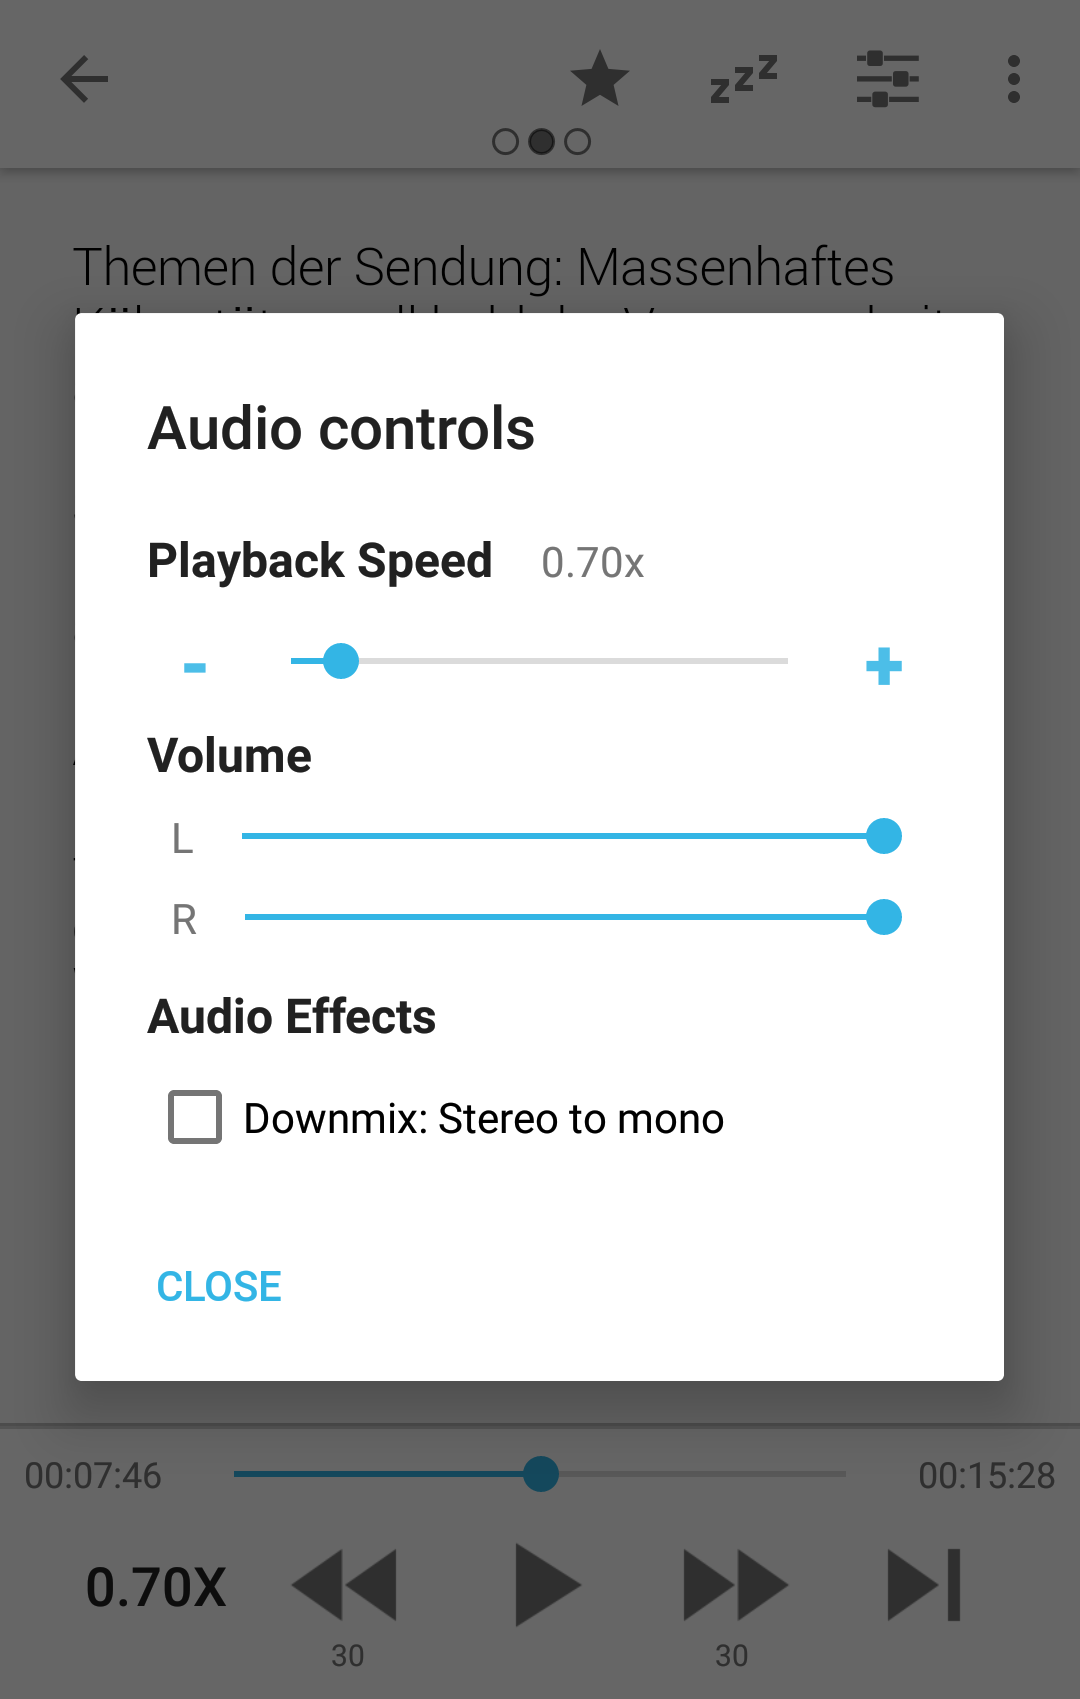 zzz
Themen der Sendung: Massenhaftes
Audio controls
Playback Speed 0.70x
- +
Volume
L
R
Audio Effects
Downmix: Stereo to mono
CLOSE
00:07:46 00:15:28
0.70X
30 30